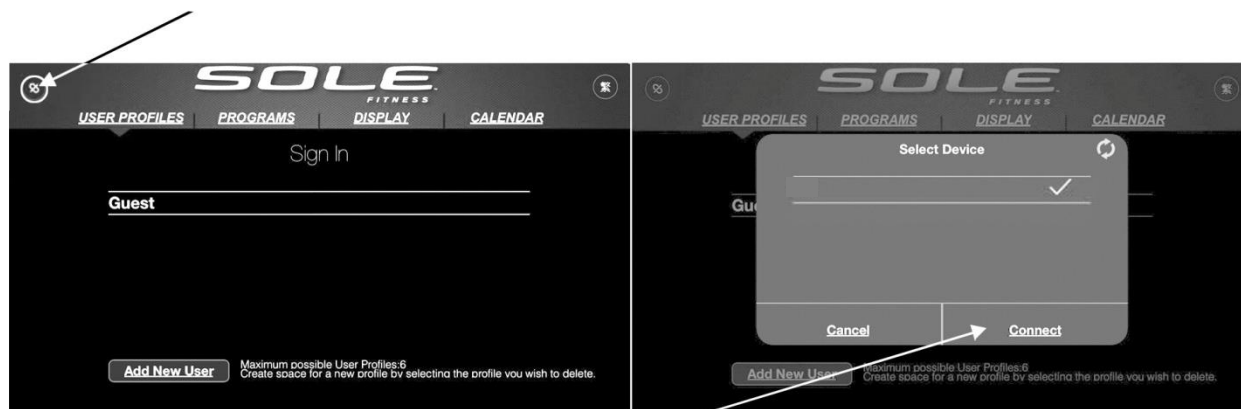 SOLE
FITNESS
繁
USER PROFILES PROGRAMS DISPLAY CALENDAR
Sign In
Guest
Add New User
Maximum possible User Profiles:6
Create space for a new profile by selecting the profile you wish to delete.
SOLE
FITNESS
繁
USER PROFILES PROGRAMS DISPLAY CALENDAR
Select Device
Gu
Cancel Connect
Add New User
Maximum possible User Profiles:6
Create space for a new profile by selecting the profile you wish to delete.